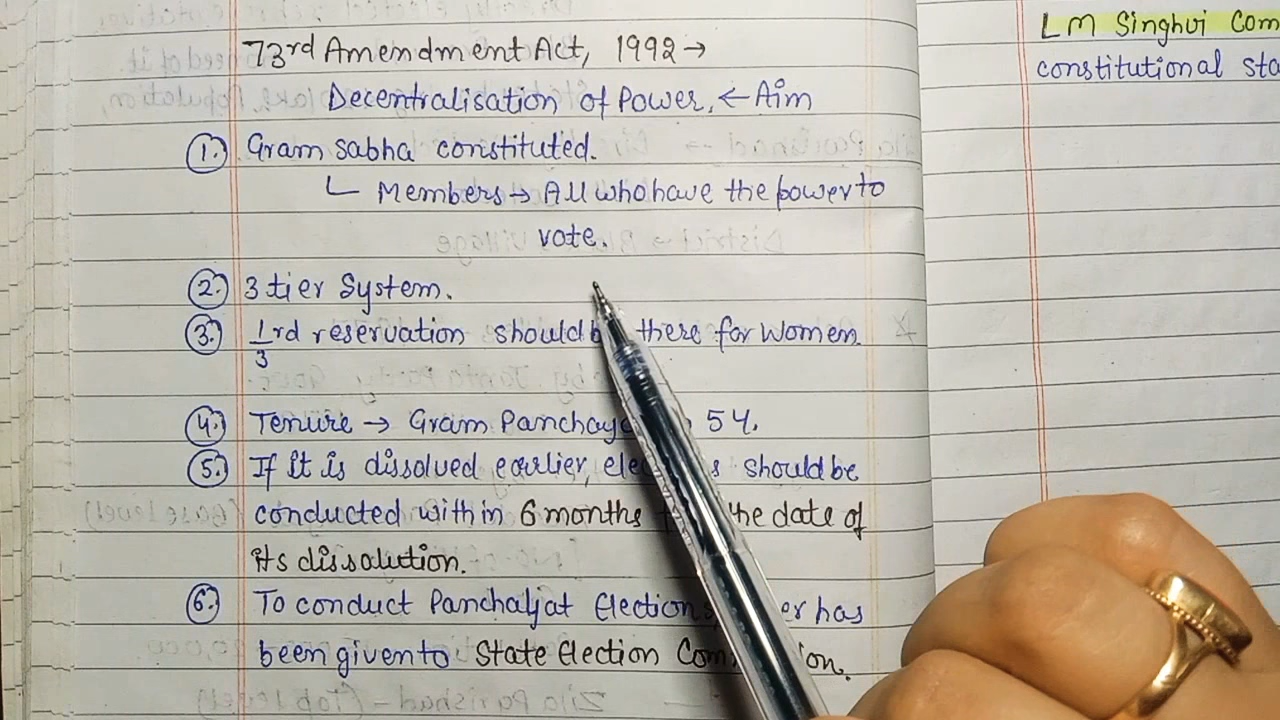 73rd Amendment Act, 1992→
Decentralisation of Power. ← Aim
1. Gram sabha constituted.
└ Members → All who have the power to
vote.
2. 3 tier System.
3. 1/3rd reservation should there for women.
4. Tenure → Gram 5Y.
5. If it is dissolved earlier, should be
conducted within 6 months the date of
its dissolution.
6. To conduct Panchayat Election has
been given to State Election
LM Singhvi Com
constitutional sta